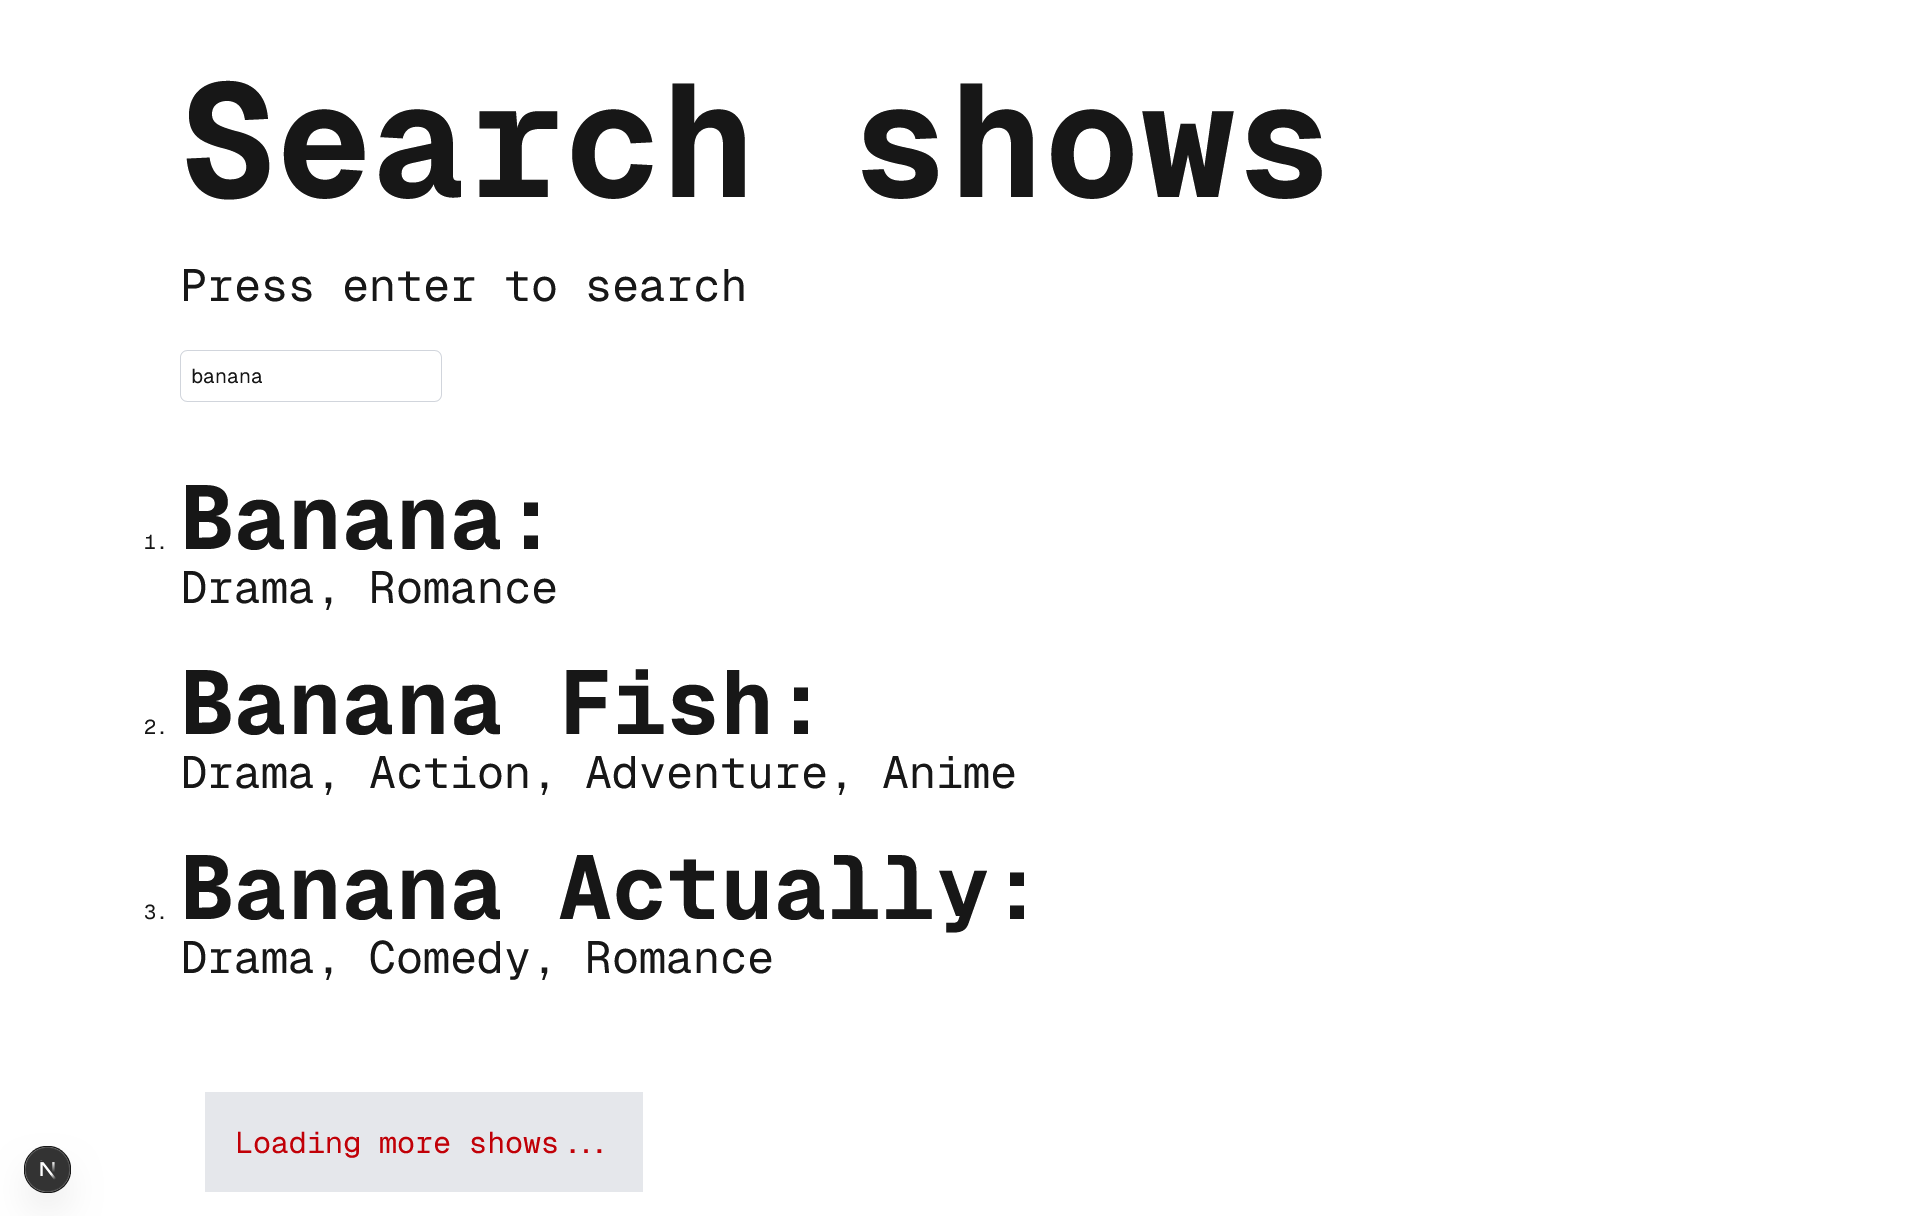 Search shows
Press enter to search
banana
1. Banana:
Drama, Romance
2. Banana Fish:
Drama, Action, Adventure, Anime
3. Banana Actually:
Drama, Comedy, Romance
Loading more shows...
N